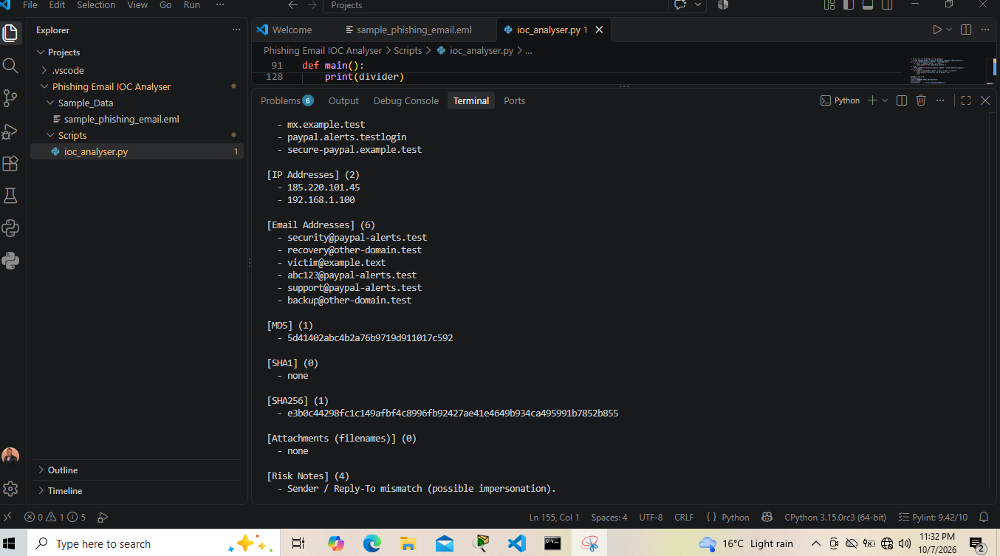 File Edit Selection View Go Run ··· Projects
Explorer ···
Projects
.vscode
Phishing Email IOC Analyser
Sample_Data
sample_phishing_email.eml
Scripts
ioc_analyser.py 1
Outline
Timeline
Welcome sample_phishing_email.eml ioc_analyser.py 1
Phishing Email IOC Analyser > Scripts > ioc_analyser.py > ...
91 def main():
128 print(divider)
Problems 6 Output Debug Console Terminal Ports Python
- mx.example.test
- paypal.alerts.testlogin
- secure-paypal.example.test
[IP Addresses] (2)
- 185.220.101.45
- 192.168.1.100
[Email Addresses] (6)
- security@paypal-alerts.test
- recovery@other-domain.test
- victim@example.text
- abc123@paypal-alerts.test
- support@paypal-alerts.test
- backup@other-domain.test
[MD5] (1)
- 5d41402abc4b2a76b9719d911017c592
[SHA1] (0)
- none
[SHA256] (1)
- e3b0c44298fc1c149afbf4c8996fb92427ae41e4649b934ca495991b7852b855
[Attachments (filenames)] (0)
- none
[Risk Notes] (4)
- Sender / Reply-To mismatch (possible impersonation).
0 1 5 Ln 155, Col 1 Spaces: 4 UTF-8 CRLF {} Python CPython 3.15.0rc3 (64-bit) Pylint: 9.42/10
Type here to search 16°C Light rain 11:32 PM
10/7/2026 2